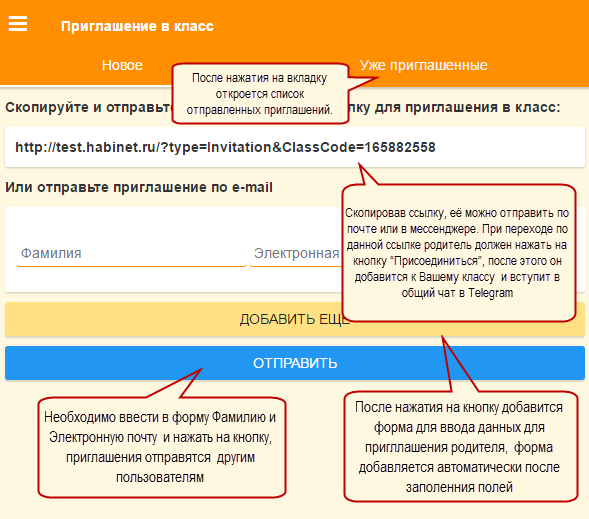 Приглашение в класс
Новое
Уже приглашенные
После нажатия на вкладку
откроется список
отправленных приглашений.
Скопируйте и отправьте лку для приглашения в класс:
http://test.habinet.ru/?type=Invitation&ClassCode=165882558
Или отправьте приглашение по e-mail
Скопировав ссылку, её можно отправить по
почте или в мессенджере. При переходе по
данной ссылке родитель должен нажать на
кнопку “Присоединиться”, после этого он
добавится к Вашему классу и вступит в
общий чат в Telegram
Фамилия
Электронная
ДОБАВИТЬ ЕЩЕ
ОТПРАВИТЬ
Необходимо ввести в форму Фамилию и
Электронную почту и нажать на кнопку,
приглашения отправятся другим
пользователям
После нажатия на кнопку добавится
форма для ввода данных для
пригллашения родителя, форма
добавляется автоматически после
заполенния полей